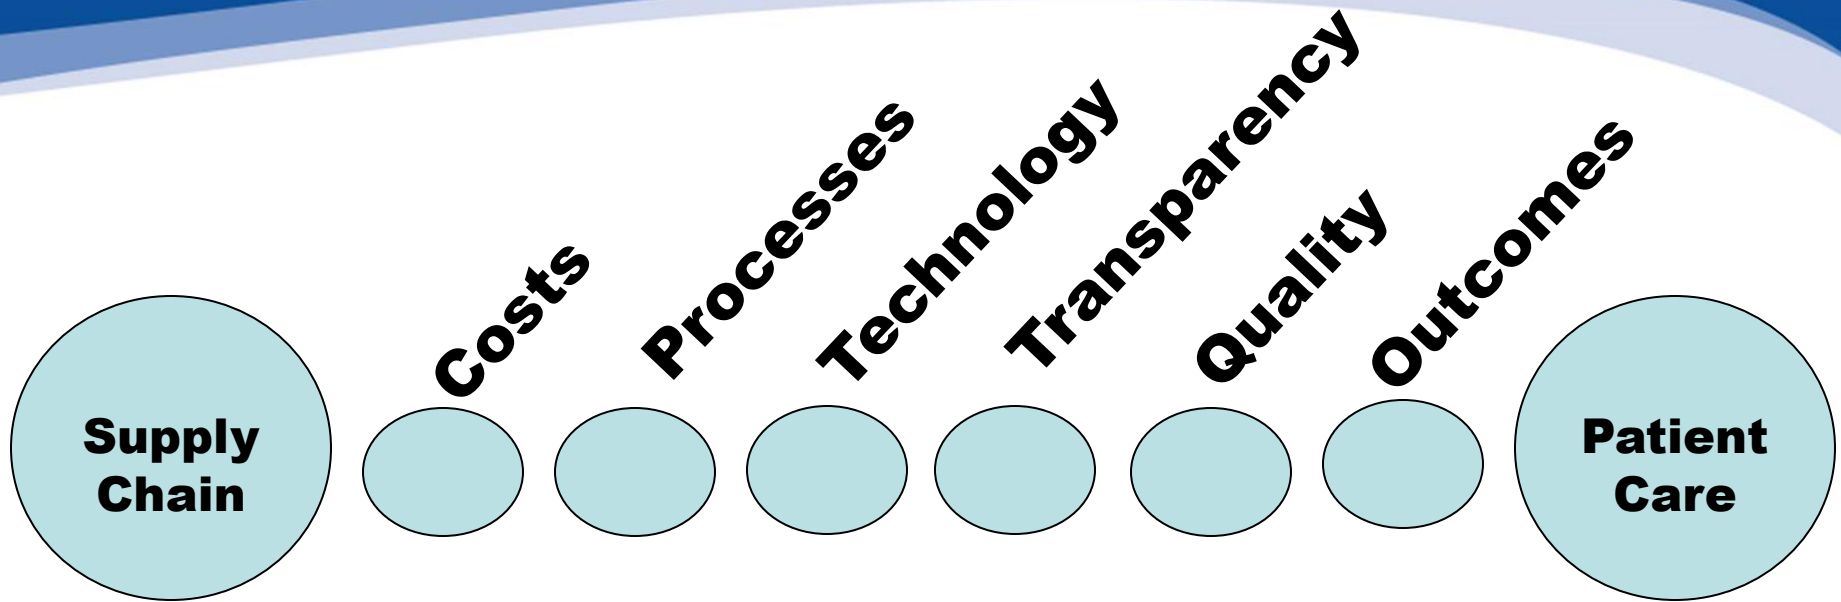 Supply
Chain
Costs
Processes
Technology
Transparency
Quality
Outcomes
Patient
Care